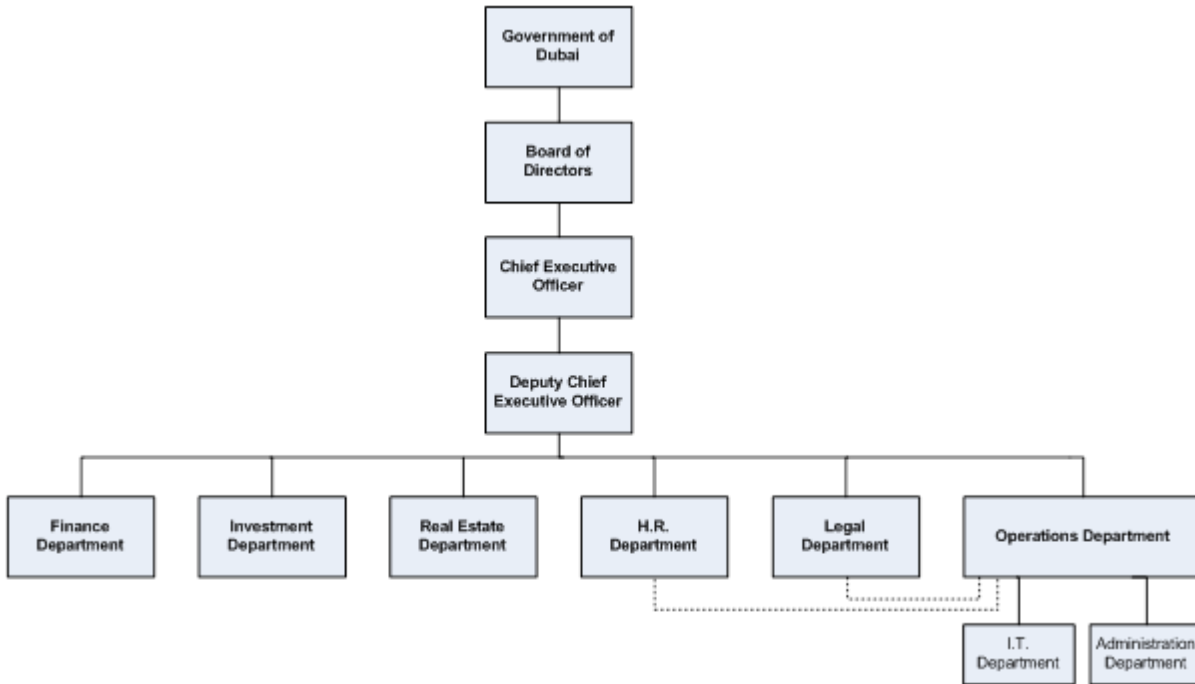 Government of
Dubai
Board of
Directors
Chief Executive
Officer
Deputy Chief
Executive Officer
Finance
Department
Investment
Department
Real Estate
Department
H.R.
Department
Legal
Department
Operations Department
I.T.
Department
Administration
Department